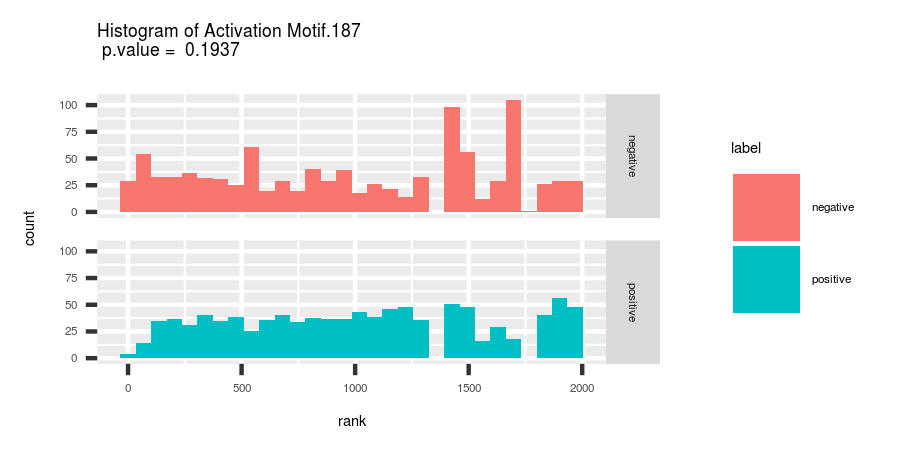 Histogram of Activation Motif.187
p.value =  0.1937
100
75
50
25
0
negative
100
75
50
25
0
positive
0 500 1000 1500 2000
rank
count
label
negative
positive